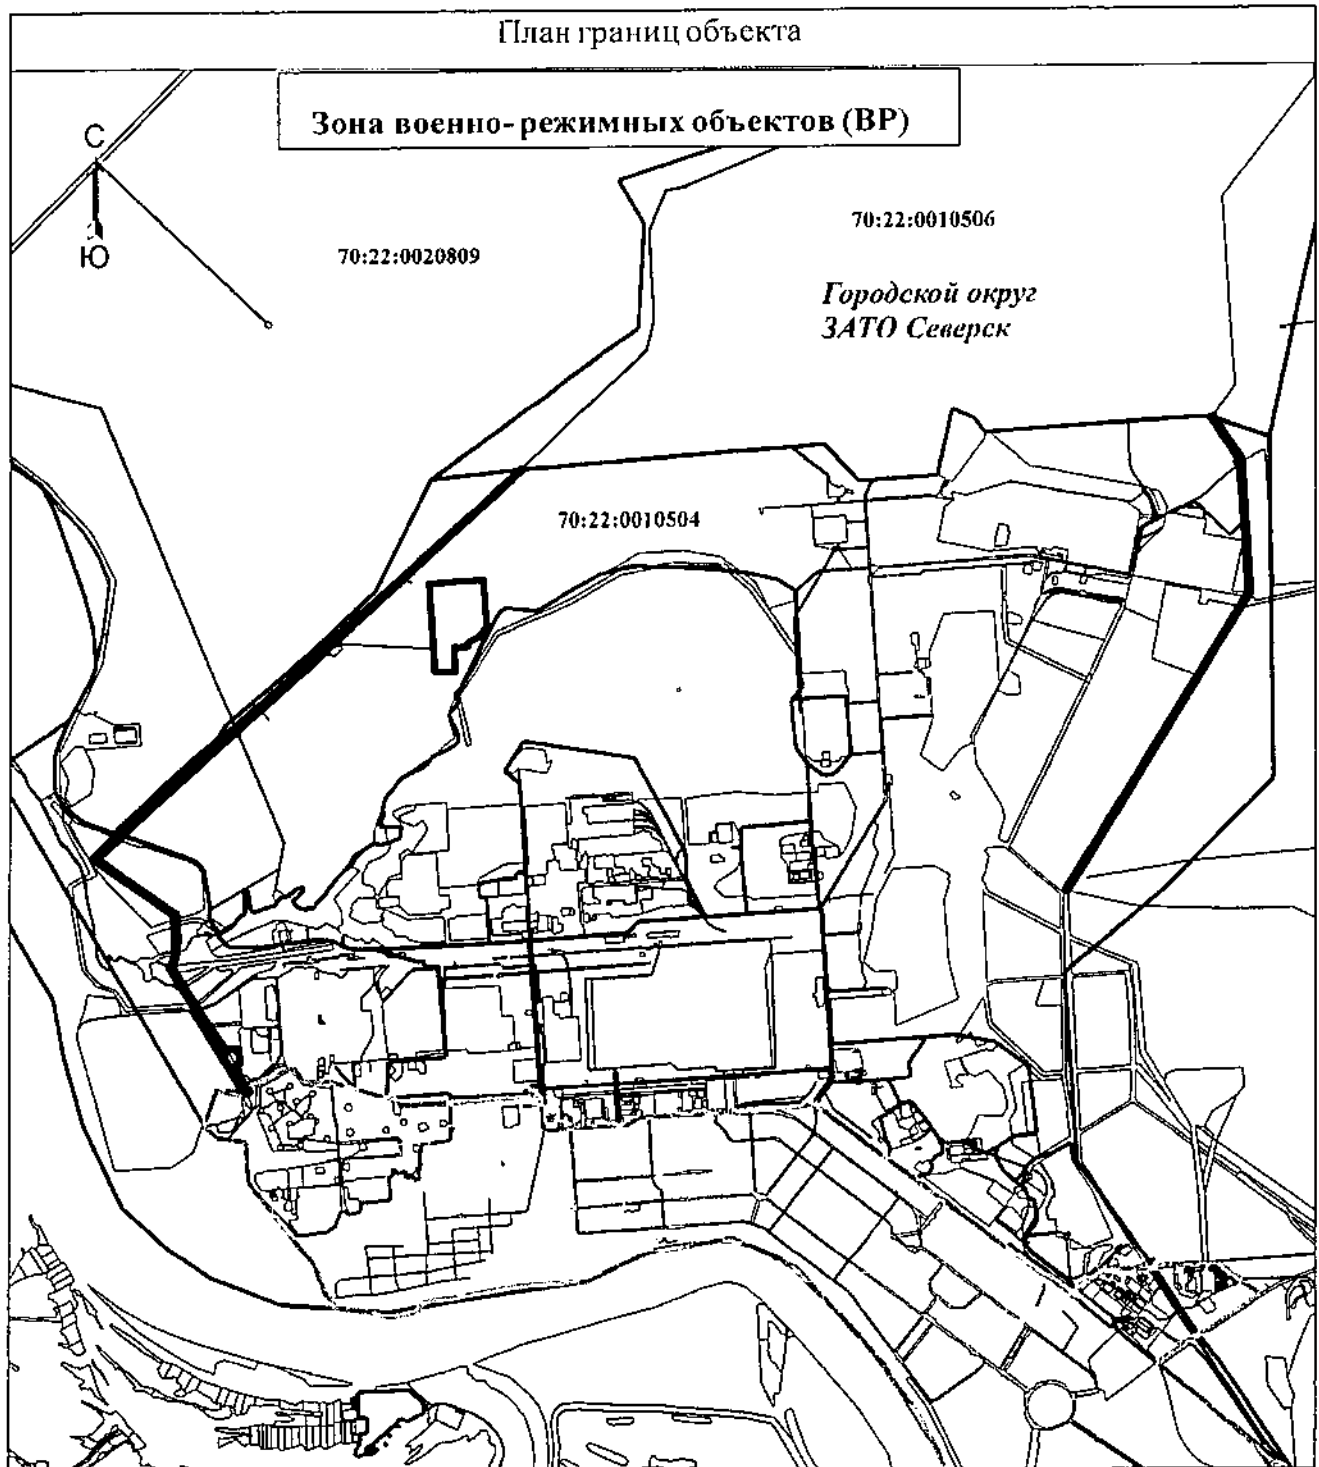 План границ объекта
Зона военно-режимных объектов (ВР)
С
Ю
70:22:0020809
70:22:0010506
Городской округ
ЗАТО Северск
70:22:0010504